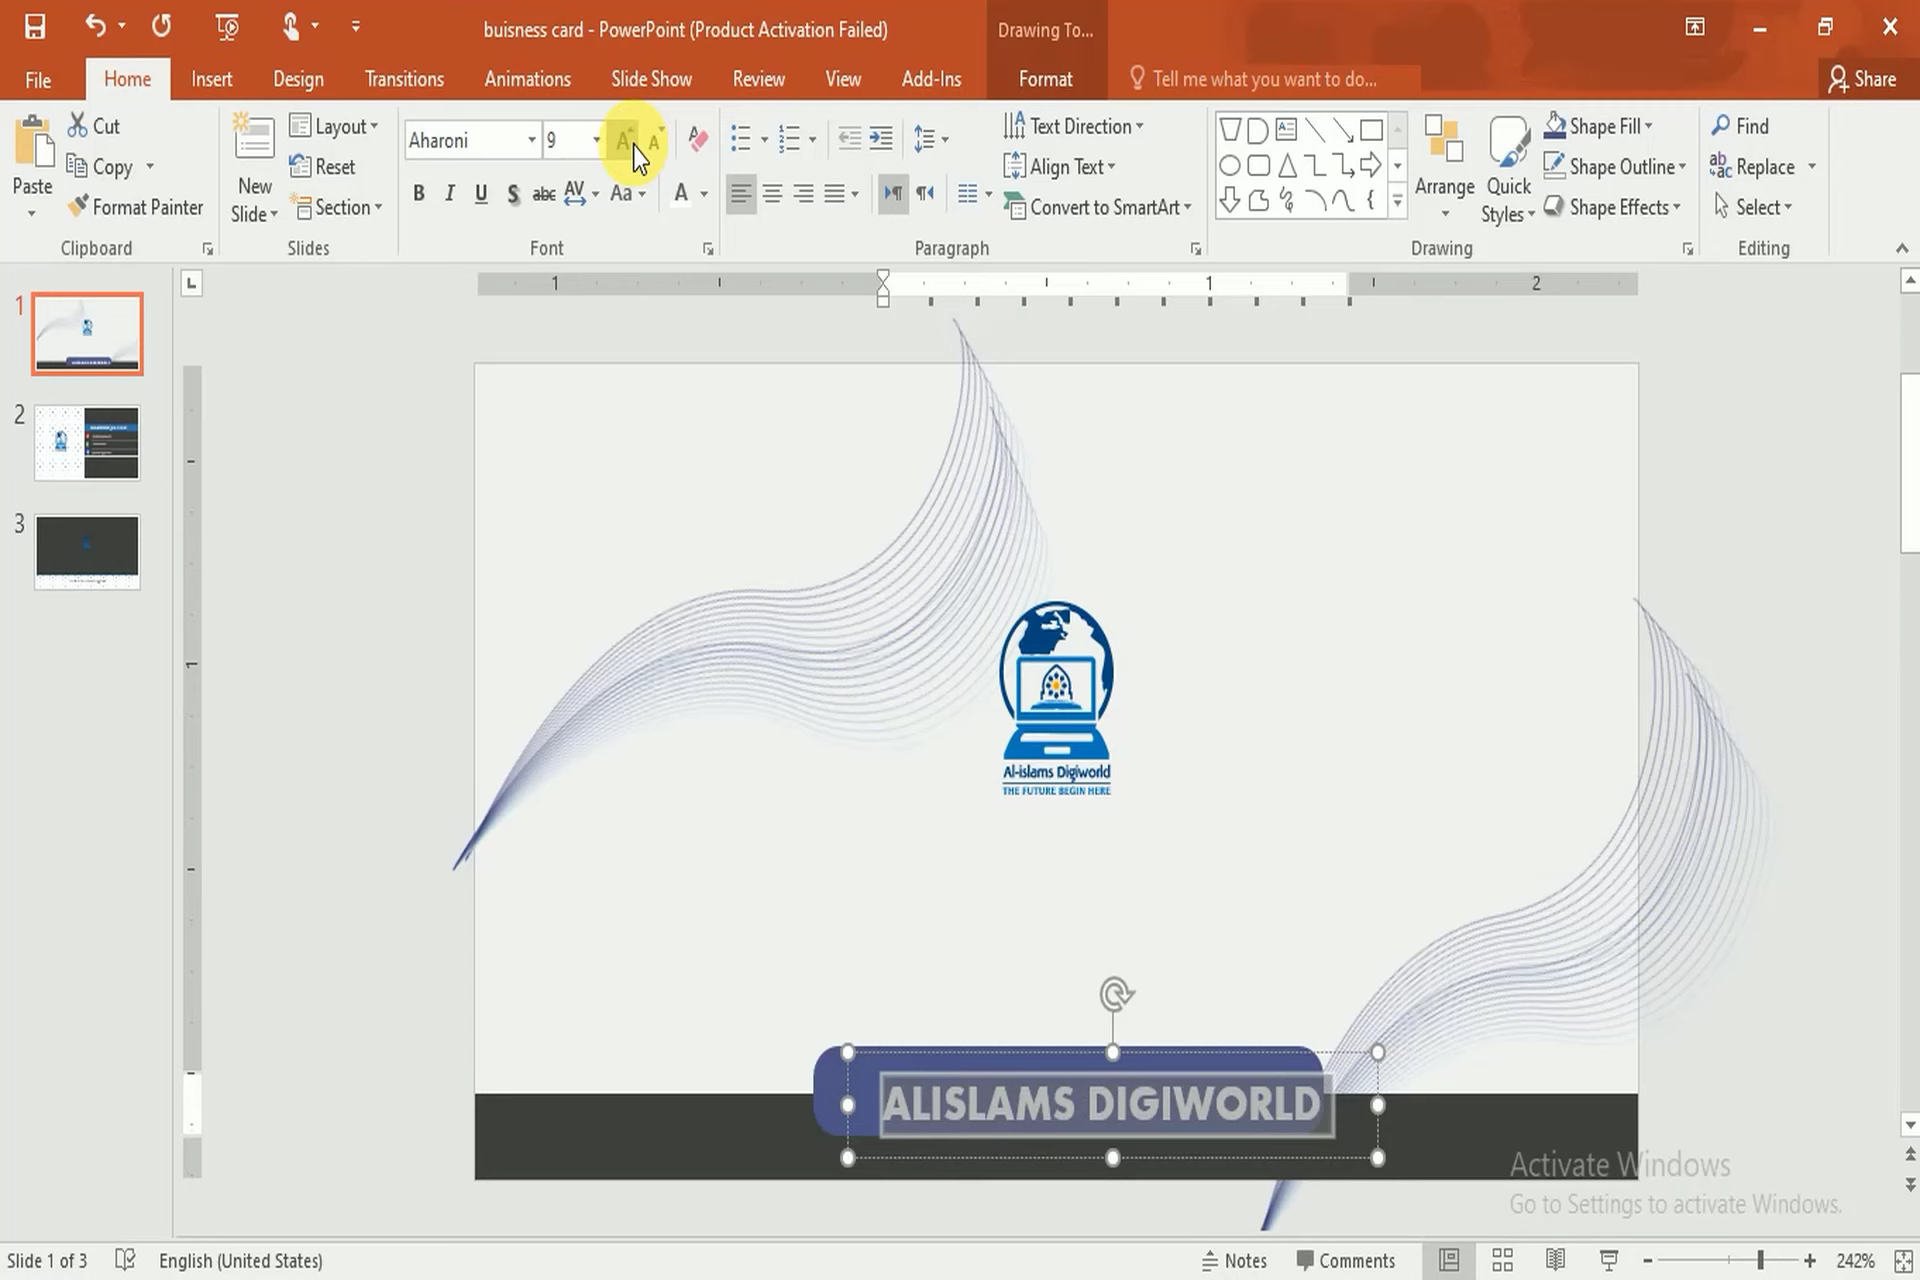 buisness card - PowerPoint (Product Activation Failed)
Drawing To...
File
Home
Insert
Design
Transitions
Animations
Slide Show
Review
View
Add-Ins
Format
Tell me what you want to do...
Share
Paste
Cut
Copy
Format Painter
Clipboard
New
Slide
Layout
Reset
Section
Slides
Aharoni
9
B I U S abc AV Aa A
Font
Text Direction
Align Text
Convert to SmartArt
Paragraph
Arrange
Quick
Styles
Shape Fill
Shape Outline
Shape Effects
Drawing
Find
Replace
Select
Editing
1
2
3
1
1
2
1
Al-islams Digiworld
THE FUTURE BEGIN HERE
ALISLAMS DIGIWORLD
Activate Windows
Go to Settings to activate Windows.
Slide 1 of 3
English (United States)
Notes
Comments
242%